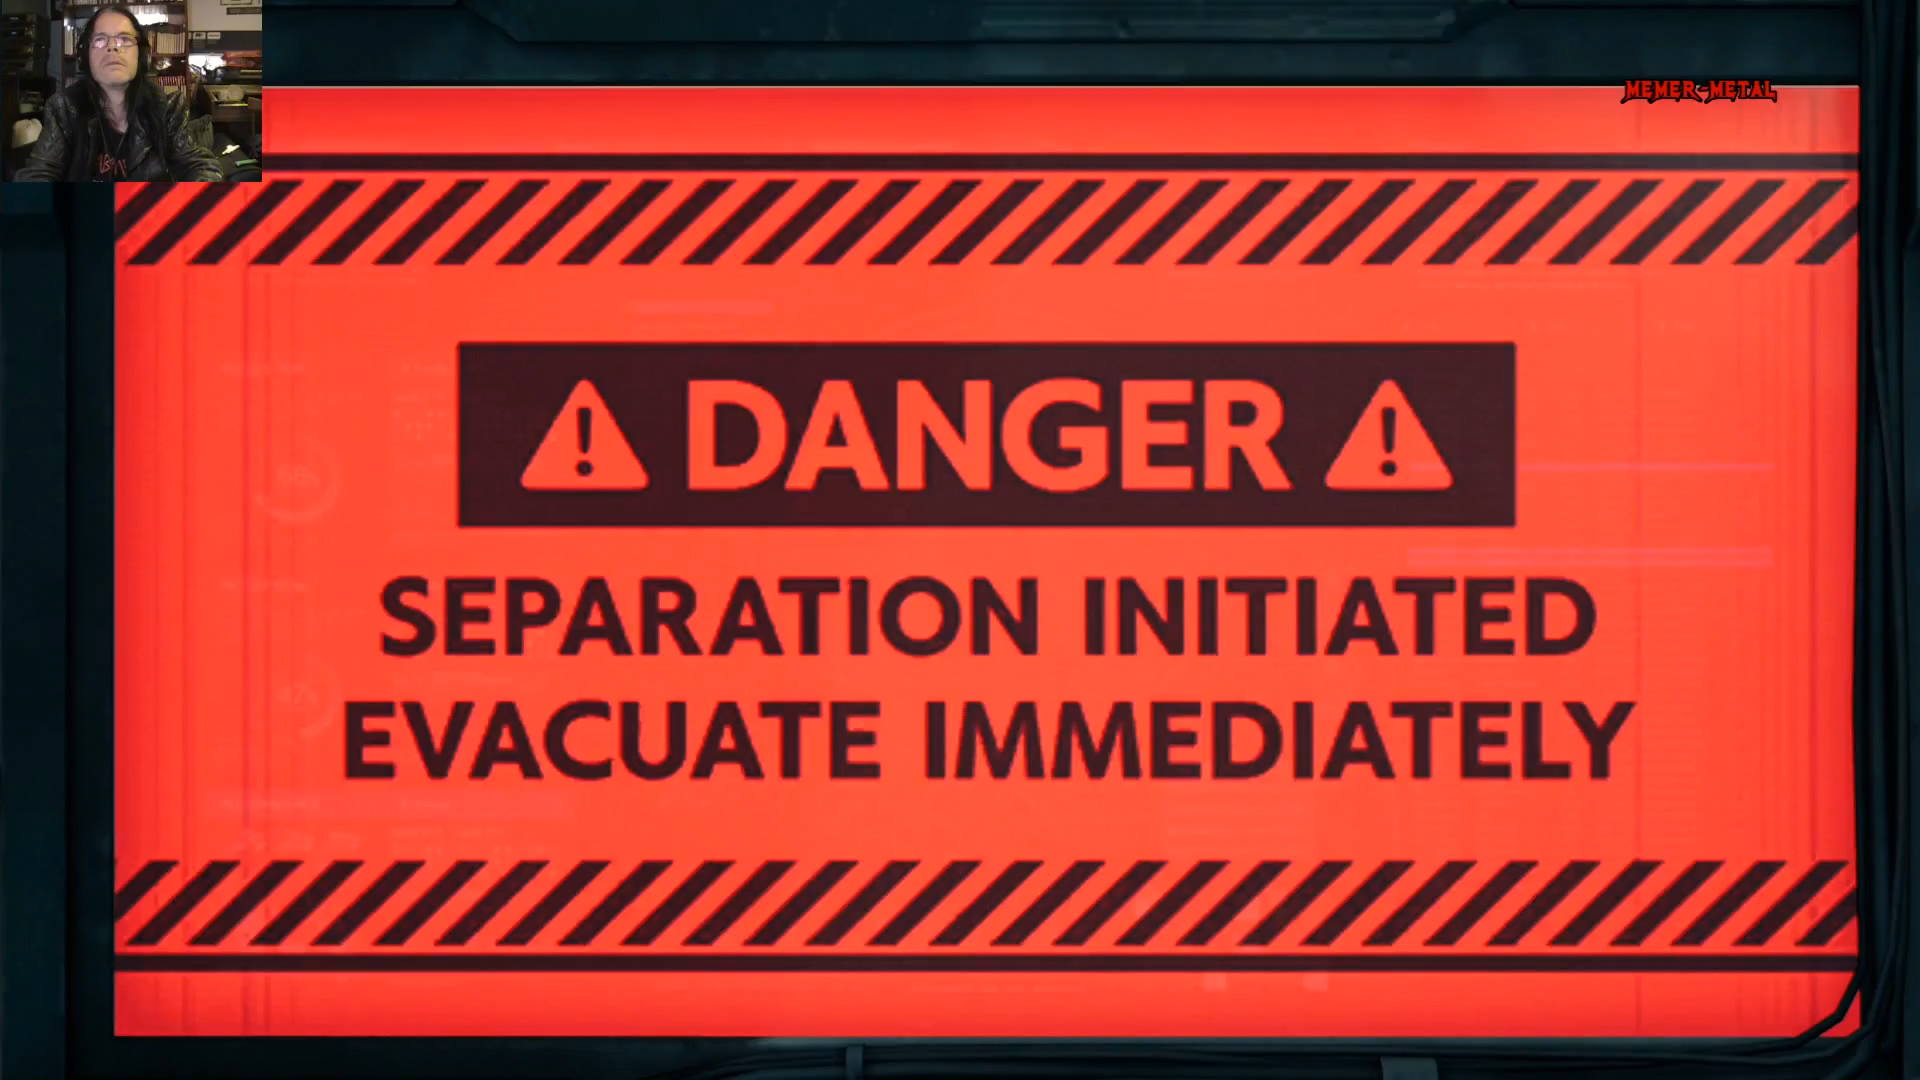 MEMER-METAL
! DANGER !
SEPARATION INITIATED
EVACUATE IMMEDIATELY